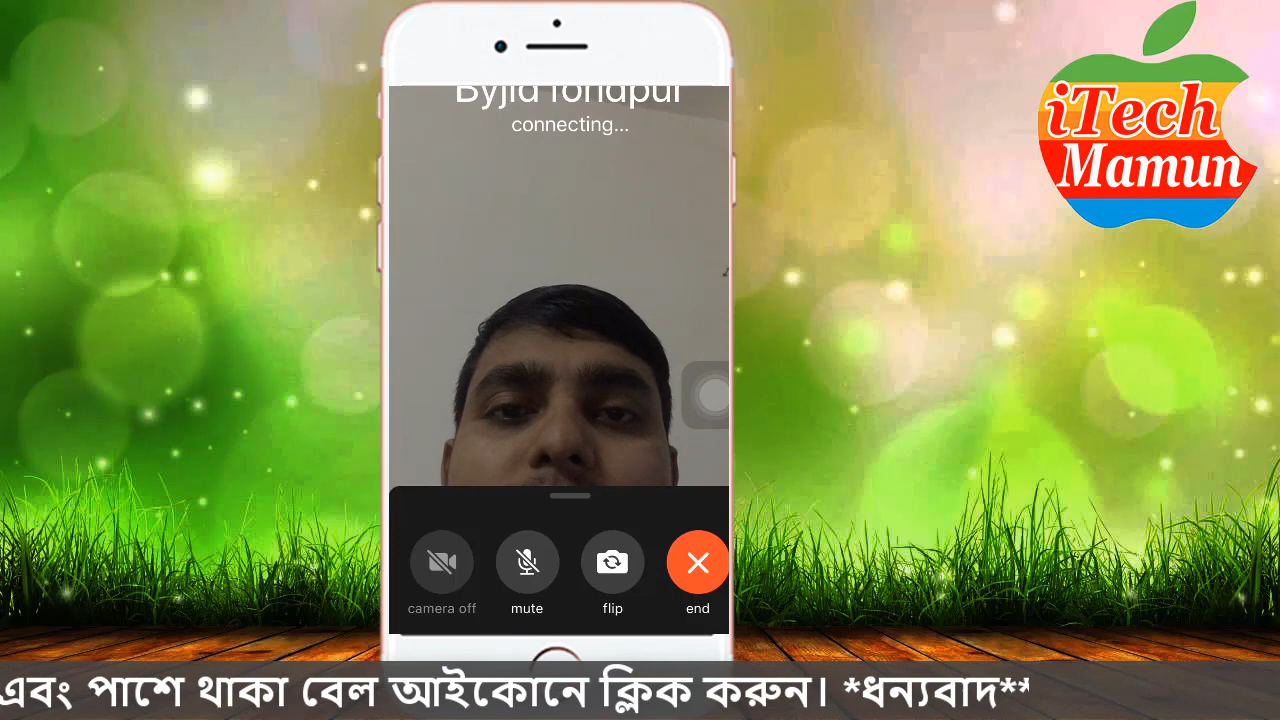 connecting...
iTech
Mamun
camera off
mute
flip
end
এবং পাশে থাকা বেল আইকোনে ক্লিক করুন। *ধন্যবাদ**